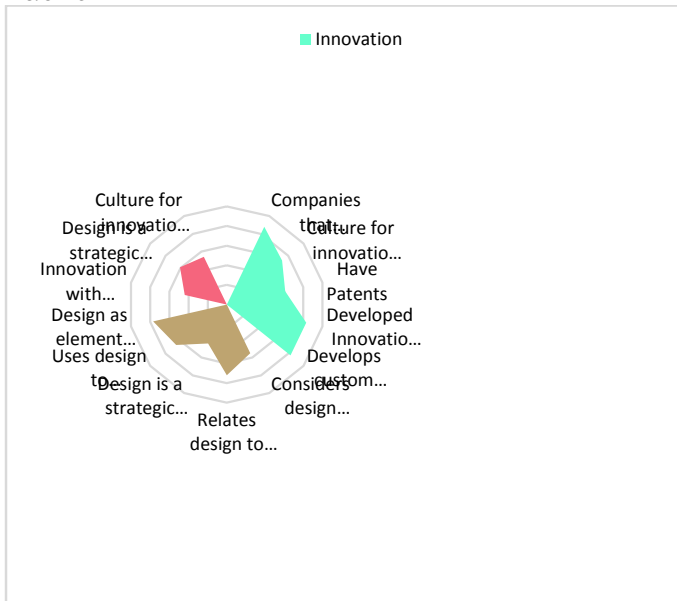 Innovation
Companies
that…
Culture for
innovatio…
Have
Patents
Developed
Innovatio…
Develops
custom…
Considers
design…
Relates
design to…
Design is a
strategic…
Uses design
to…
Design as
element…
Innovation
with…
Design is a
strategic…
Culture for
innovatio…